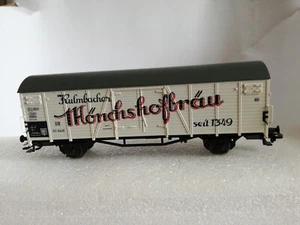 Kulmbacher
Mönchshofbräu
seit 1349